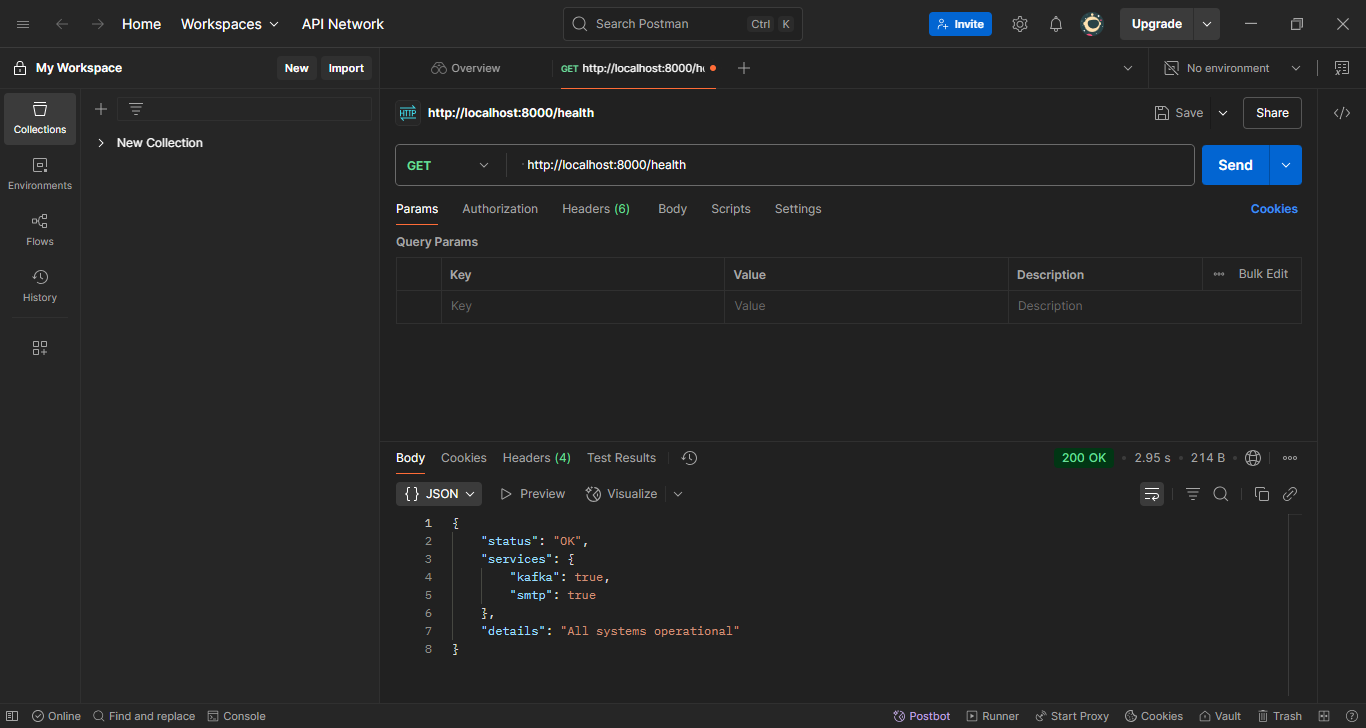 Home Workspaces API Network Search Postman Ctrl K Invite Upgrade
My Workspace New Import Overview GET http://localhost:8000/h No environment
Collections
New Collection
Environments
Flows
History
HTTP http://localhost:8000/health Save Share
GET http://localhost:8000/health Send
Params Authorization Headers (6) Body Scripts Settings Cookies
Query Params
Key Value Description Bulk Edit
Key Value Description
Body Cookies Headers (4) Test Results 200 OK 2.95 s 214 B
{} JSON Preview Visualize
1 {
2 "status": "OK",
3 "services": {
4 "kafka": true,
5 "smtp": true
6 },
7 "details": "All systems operational"
8 }
Online Find and replace Console Postbot Runner Start Proxy Cookies Vault Trash